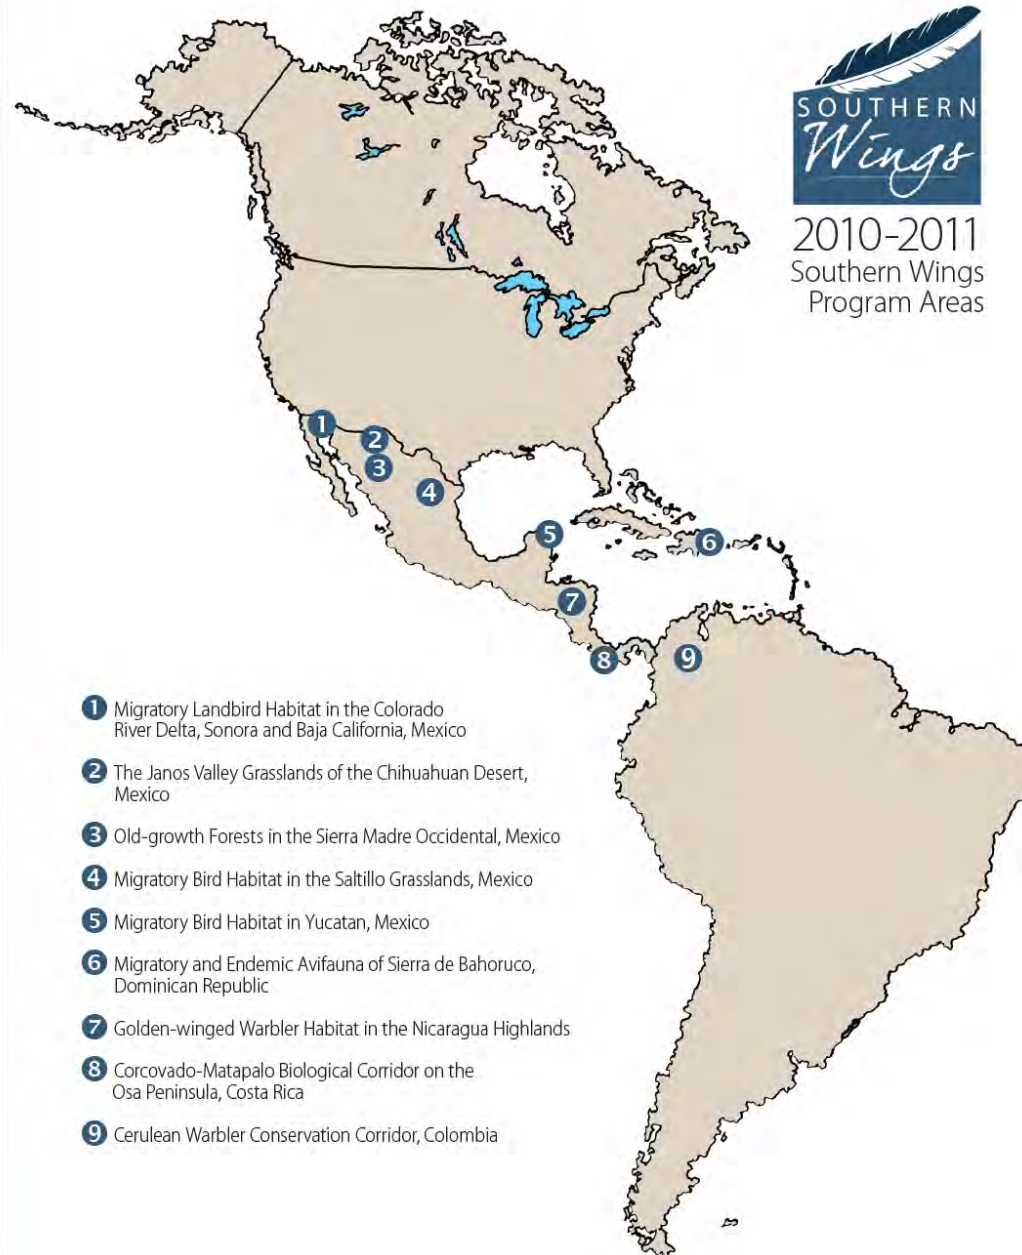 SOUTHERN
Wings
2010-2011
Southern Wings
Program Areas
1
2
3
4
5
6
7
8
9
1 Migratory Landbird Habitat in the Colorado
River Delta, Sonora and Baja California, Mexico
2 The Janos Valley Grasslands of the Chihuahuan Desert,
Mexico
3 Old-growth Forests in the Sierra Madre Occidental, Mexico
4 Migratory Bird Habitat in the Saltillo Grasslands, Mexico
5 Migratory Bird Habitat in Yucatan, Mexico
6 Migratory and Endemic Avifauna of Sierra de Bahoruco,
Dominican Republic
7 Golden-winged Warbler Habitat in the Nicaragua Highlands
8 Corcovado-Matapalo Biological Corridor on the
Osa Peninsula, Costa Rica
9 Cerulean Warbler Conservation Corridor, Colombia